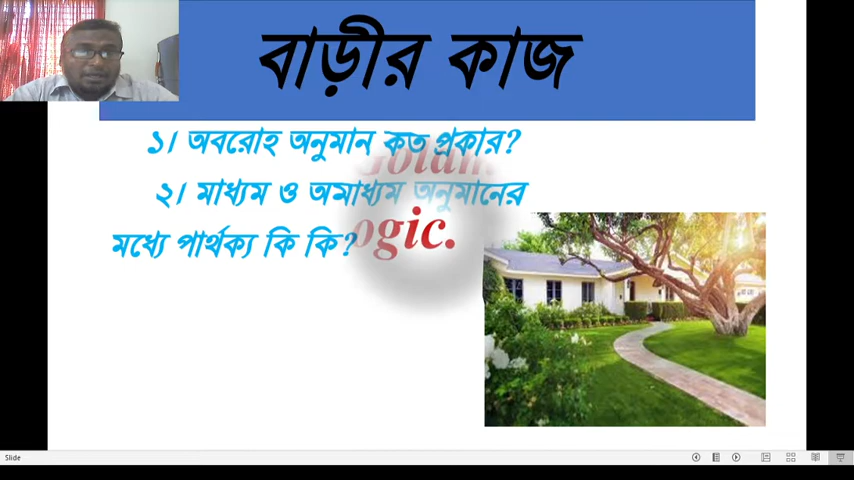 বাড়ীর কাজ
১। অবরোহ অনুমান কত প্রকার?
২। মাধ্যম ও অমাধ্যম অনুমানের
মধ্যে পার্থক্য কি কি?
ogic.
Slide